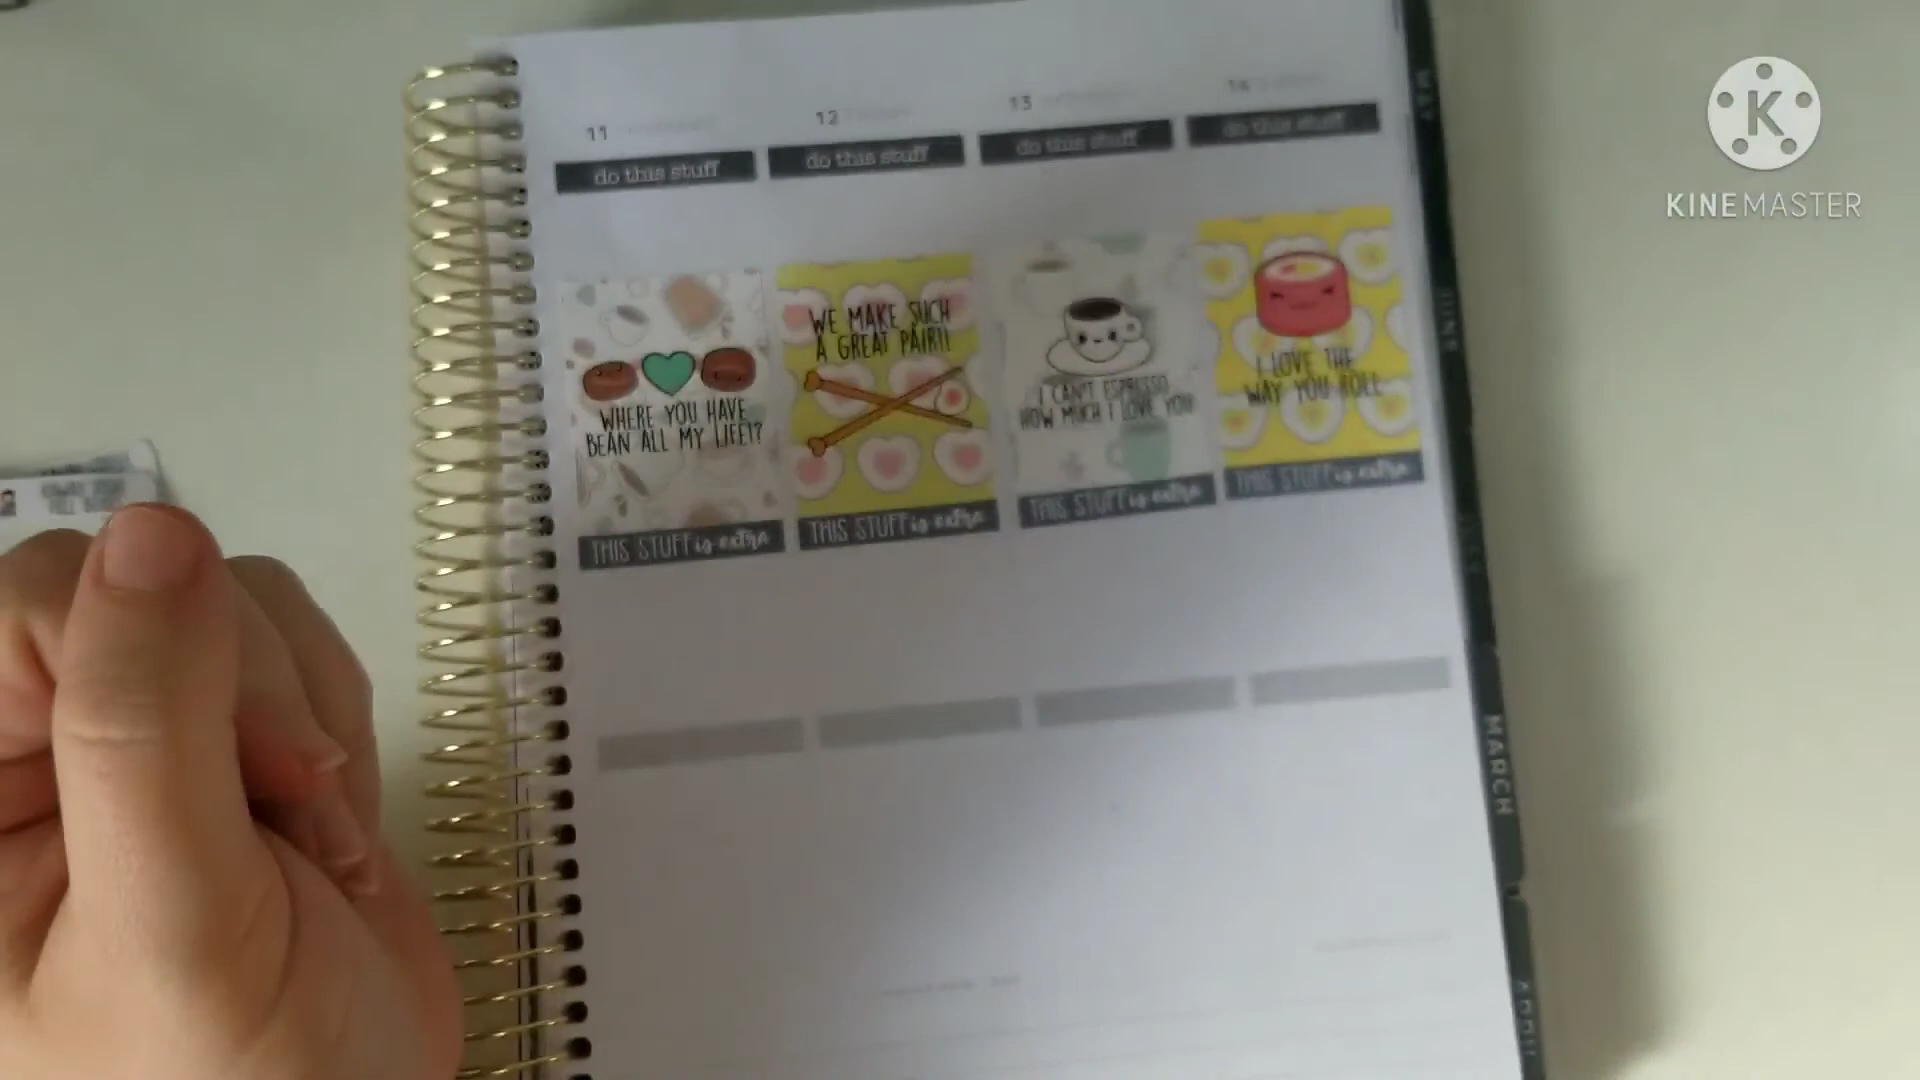 11
12
13
14
do this stuff
do this stuff
do this stuff
do this stuff
WHERE YOU HAVE
BEAN ALL MY LIFE!?
WE MAKE SUCH
A GREAT PAIR!!
I CAN'T ESPRESSO
HOW MUCH I LOVE YOU
I LOVE THE
WAY YOU ROLL
THIS STUFF is extra
THIS STUFF is extra
THIS STUFF is extra
THIS STUFF is extra
MAY
JUNE
MARCH
APRIL
K
KINEMASTER